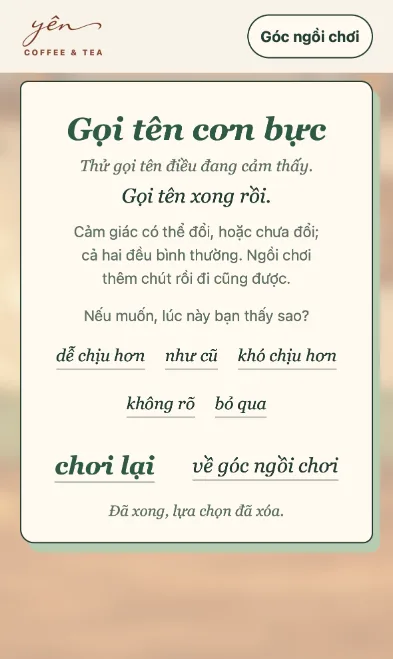 yên
COFFEE & TEA
Góc ngồi chơi
Gọi tên cơn bực
Thử gọi tên điều đang cảm thấy.
Gọi tên xong rồi.
Cảm giác có thể đổi, hoặc chưa đổi;
cả hai đều bình thường. Ngồi chơi
thêm chút rồi đi cũng được.
Nếu muốn, lúc này bạn thấy sao?
dễ chịu hơn như cũ khó chịu hơn
không rõ bỏ qua
chơi lại về góc ngồi chơi
Đã xong, lựa chọn đã xóa.